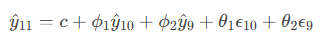 ŷ₁₁ = c + ϕ₁ŷ₁₀ + ϕ₂ŷ₉ + θ₁ϵ₁₀ + θ₂ϵ₉